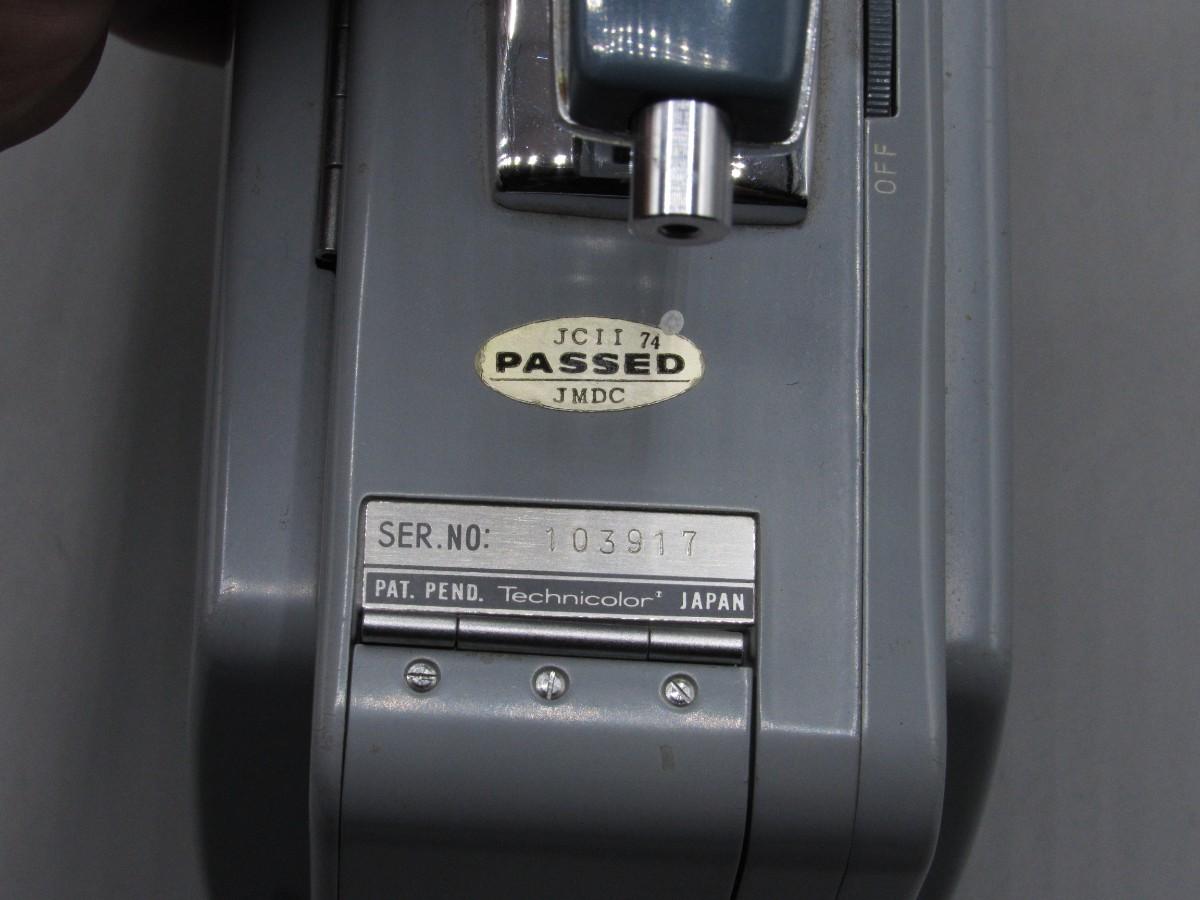 OFF
JCII 74
PASSED
JMDC
SER.NO: 103917
PAT. PEND. Technicolor JAPAN